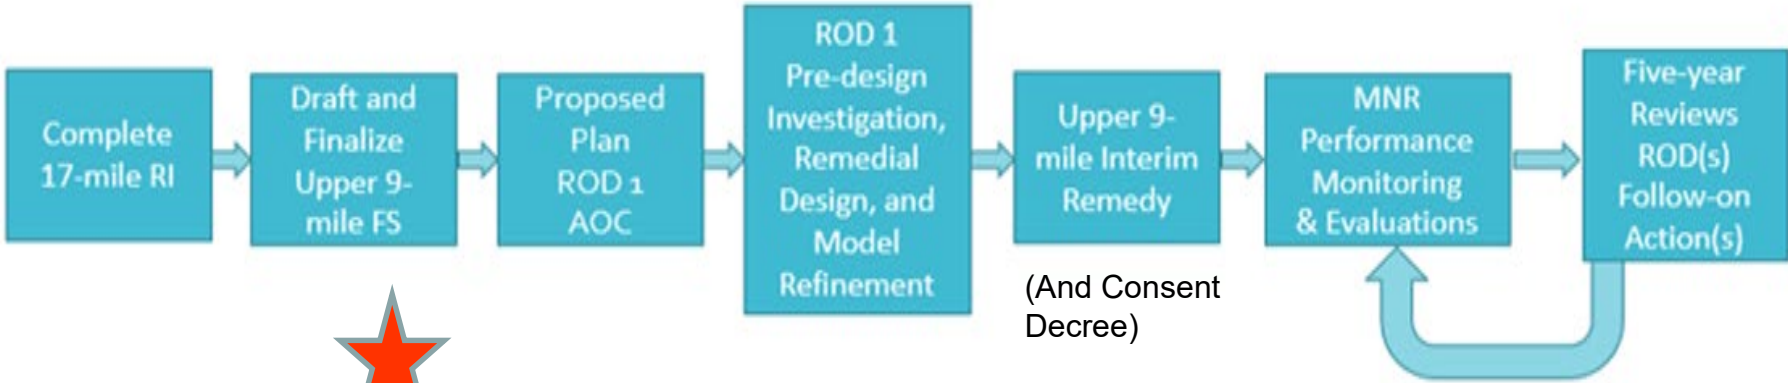 Complete
17-mile RI
Draft and
Finalize
Upper 9-
mile FS
Proposed
Plan
ROD 1
AOC
ROD 1
Pre-design
Investigation,
Remedial
Design, and
Model
Refinement
Upper 9-
mile Interim
Remedy
(And Consent
Decree)
MNR
Performance
Monitoring
& Evaluations
Five-year
Reviews
ROD(s)
Follow-on
Action(s)